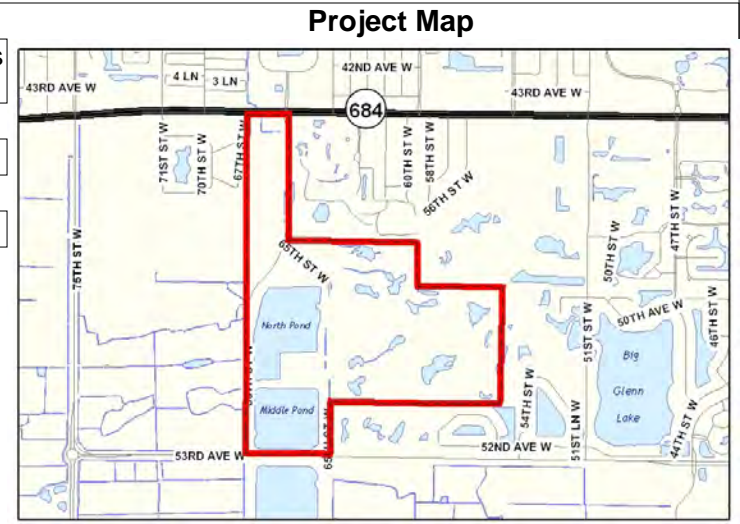 Project Map
s
42ND AVE W
4 LN
3 LN
43RD AVE W
43RD AVE W
684
71ST ST W
70TH ST W
67TH ST W
60TH ST W
58TH ST W
56TH ST W
47TH ST W
75TH ST W
65TH ST W
50TH ST W
50TH AVE W
46TH ST W
51ST ST W
North Pond
Big
Glenn
Lake
Middle Pond
54TH ST W
51ST LN W
44TH ST W
52ND AVE W
53RD AVE W